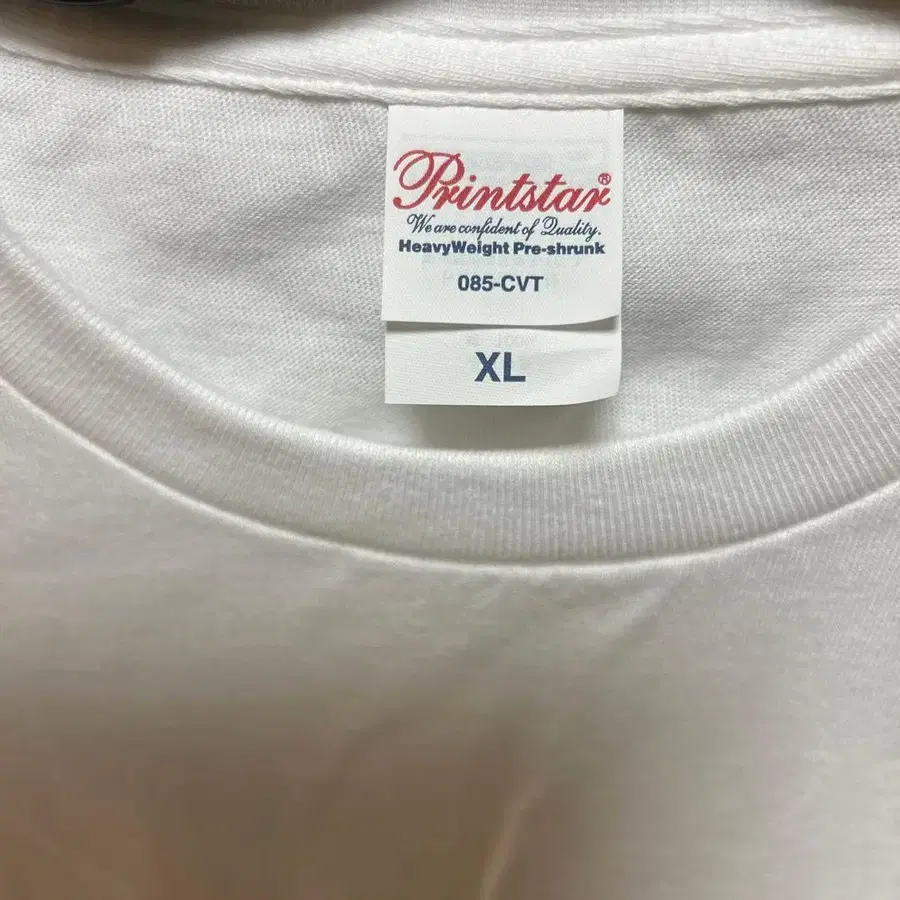 Printstar®
We are confident of Quality.
HeavyWeight Pre-shrunk
085-CVT
XL